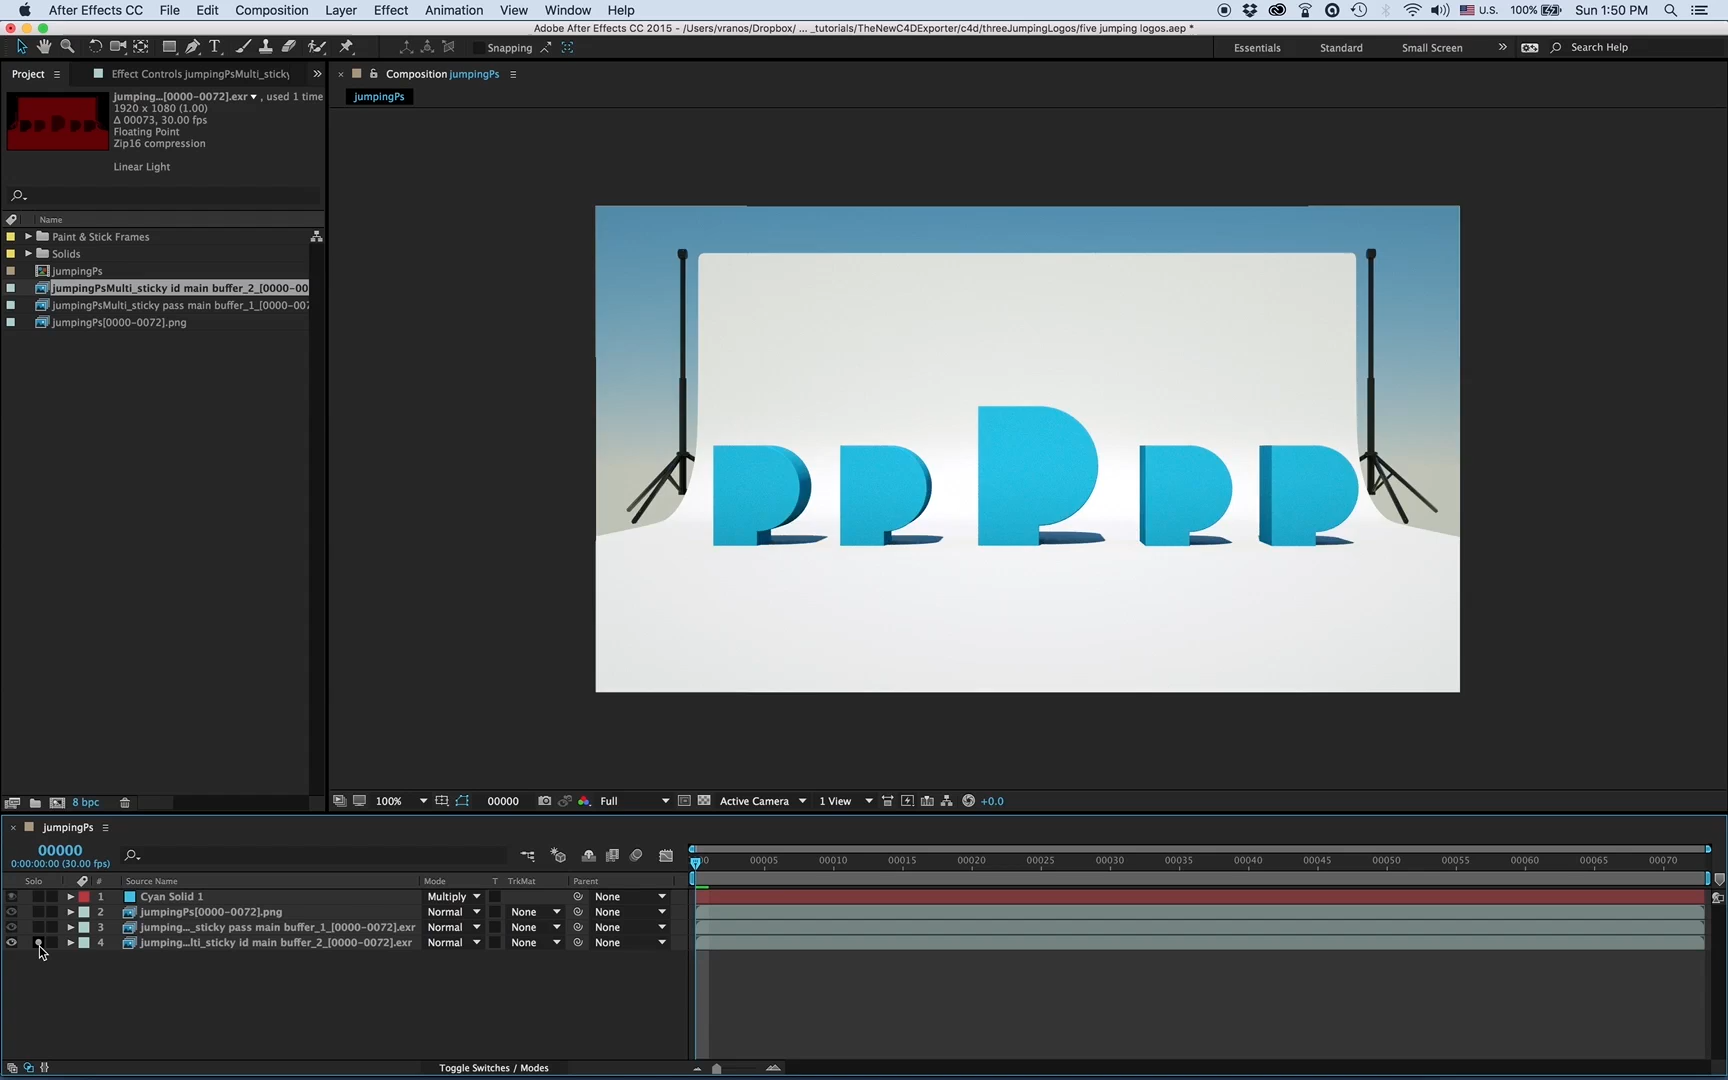 After Effects CC File Edit Composition Layer Effect Animation View Window Help U.S. 100% Sun 1:50 PM
Adobe After Effects CC 2015 - /Users/vranos/Dropbox/ ... _tutorials/TheNewC4DExporter/c4d/threeJumpingLogos/five jumping logos.aep *
Snapping Essentials Standard Small Screen » Search Help
Project Effect Controls jumpingPsMulti_sticky » × Composition jumpingPs
jumpingPs
jumping...[0000-0072].exr ▾ , used 1 time
1920 x 1080 (1.00)
Δ 00073, 30.00 fps
Floating Point
Zip16 compression
Linear Light
Name
Paint & Stick Frames
Solids
jumpingPs
jumpingPsMulti_sticky id main buffer_2_[0000-00
jumpingPsMulti_sticky pass main buffer_1_[0000-007
jumpingPs[0000-0072].png
8 bpc 100% 00000 Full Active Camera 1 View +0.0
× jumpingPs
00000
0:00:00:00 (30.00 fps)
00 00005 00010 00015 00020 00025 00030 00035 00040 00045 00050 00055 00060 00065 00070
Solo # Source Name Mode T TrkMat Parent
1 Cyan Solid 1 Multiply None
2 jumpingPs[0000-0072].png Normal None None
3 jumping..._sticky pass main buffer_1_[0000-0072].exr Normal None None
4 jumping...lti_sticky id main buffer_2_[0000-0072].exr Normal None None
Toggle Switches / Modes